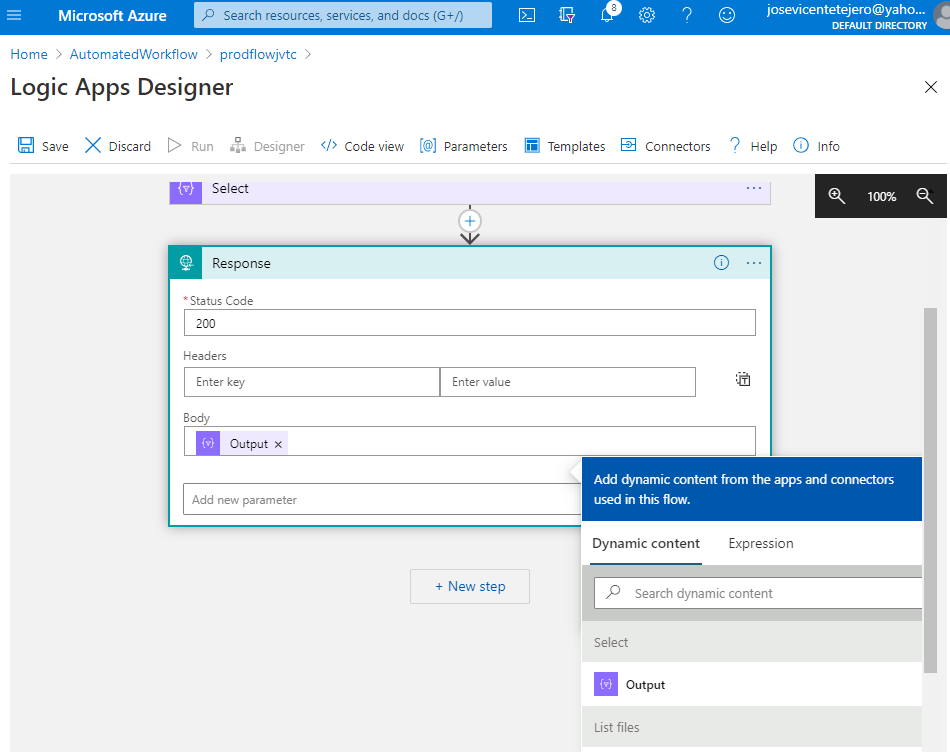 Microsoft Azure
Search resources, services, and docs (G+/)
8
josevicentetejero@yaho...
DEFAULT DIRECTORY
Home > AutomatedWorkflow > prodflowjvtc >
Logic Apps Designer
Save
Discard
Run
Designer
Code view
Parameters
Templates
Connectors
Help
Info
Select
100%
Response
* Status Code
200
Headers
Enter key
Enter value
Body
Output
Add new parameter
Add dynamic content from the apps and connectors
used in this flow.
Dynamic content
Expression
+ New step
Search dynamic content
Select
Output
List files